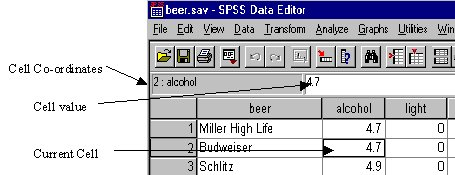 beer.sav - SPSS Data Editor
File Edit View Data Transform Analyze Graphs Utilities Win
Cell Co-ordinates
2 : alcohol 4.7
Cell value
beer alcohol light
1 Miller High Life 4.7 0
2 Budweiser 4.7 0
Current Cell
3 Schlitz 4.9 0